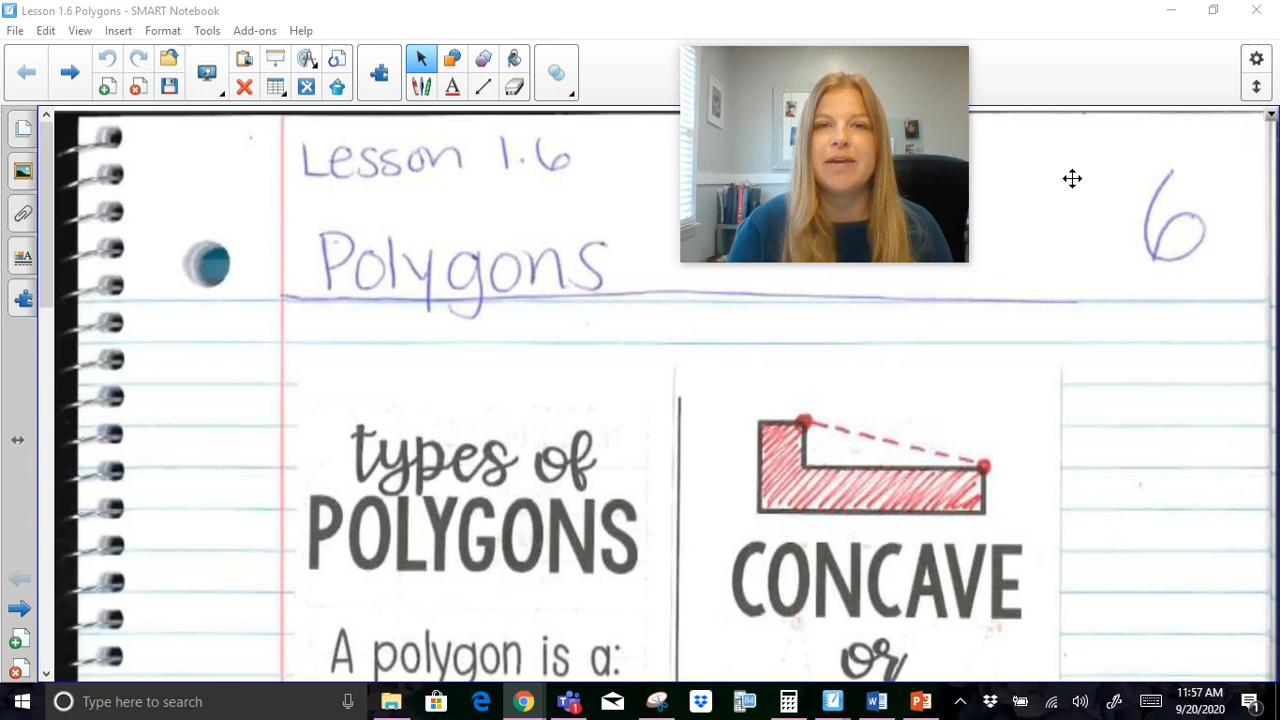 Lesson 1.6 Polygons - SMART Notebook
File Edit View Insert Format Tools Add-ons Help
Lesson 1.6
6
Polygons
types of
POLYGONS
A polygon is a:
CONCAVE
or
Type here to search
11:57 AM
9/20/2020